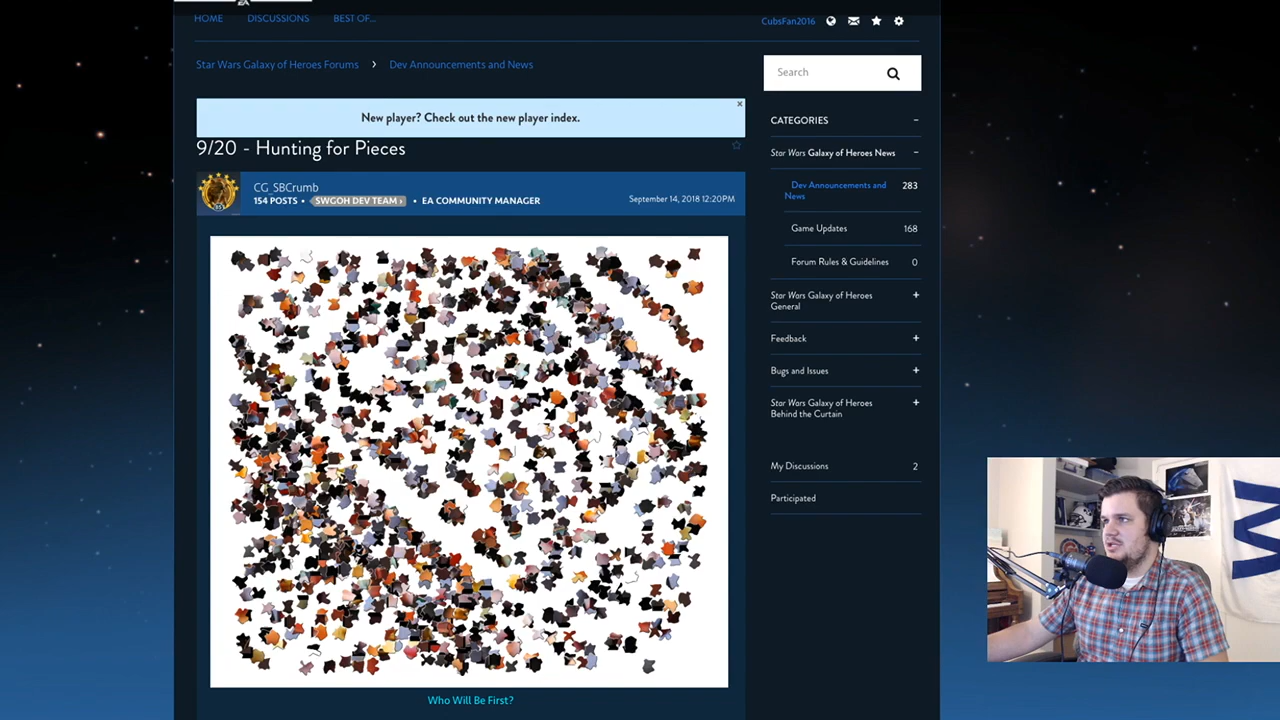 EA
HOME DISCUSSIONS BEST OF...
CubsFan2016
Star Wars Galaxy of Heroes Forums › Dev Announcements and News
Search
New player? Check out the new player index.
×
9/20 - Hunting for Pieces
CG_SBCrumb
154 POSTS • SWGOH DEV TEAM › • EA COMMUNITY MANAGER
September 14, 2018 12:20PM
Who Will Be First?
CATEGORIES −
Star Wars Galaxy of Heroes News −
Dev Announcements and
News
283
Game Updates 168
Forum Rules & Guidelines 0
Star Wars Galaxy of Heroes
General
+
Feedback +
Bugs and Issues +
Star Wars Galaxy of Heroes
Behind the Curtain
+
My Discussions 2
Participated
W